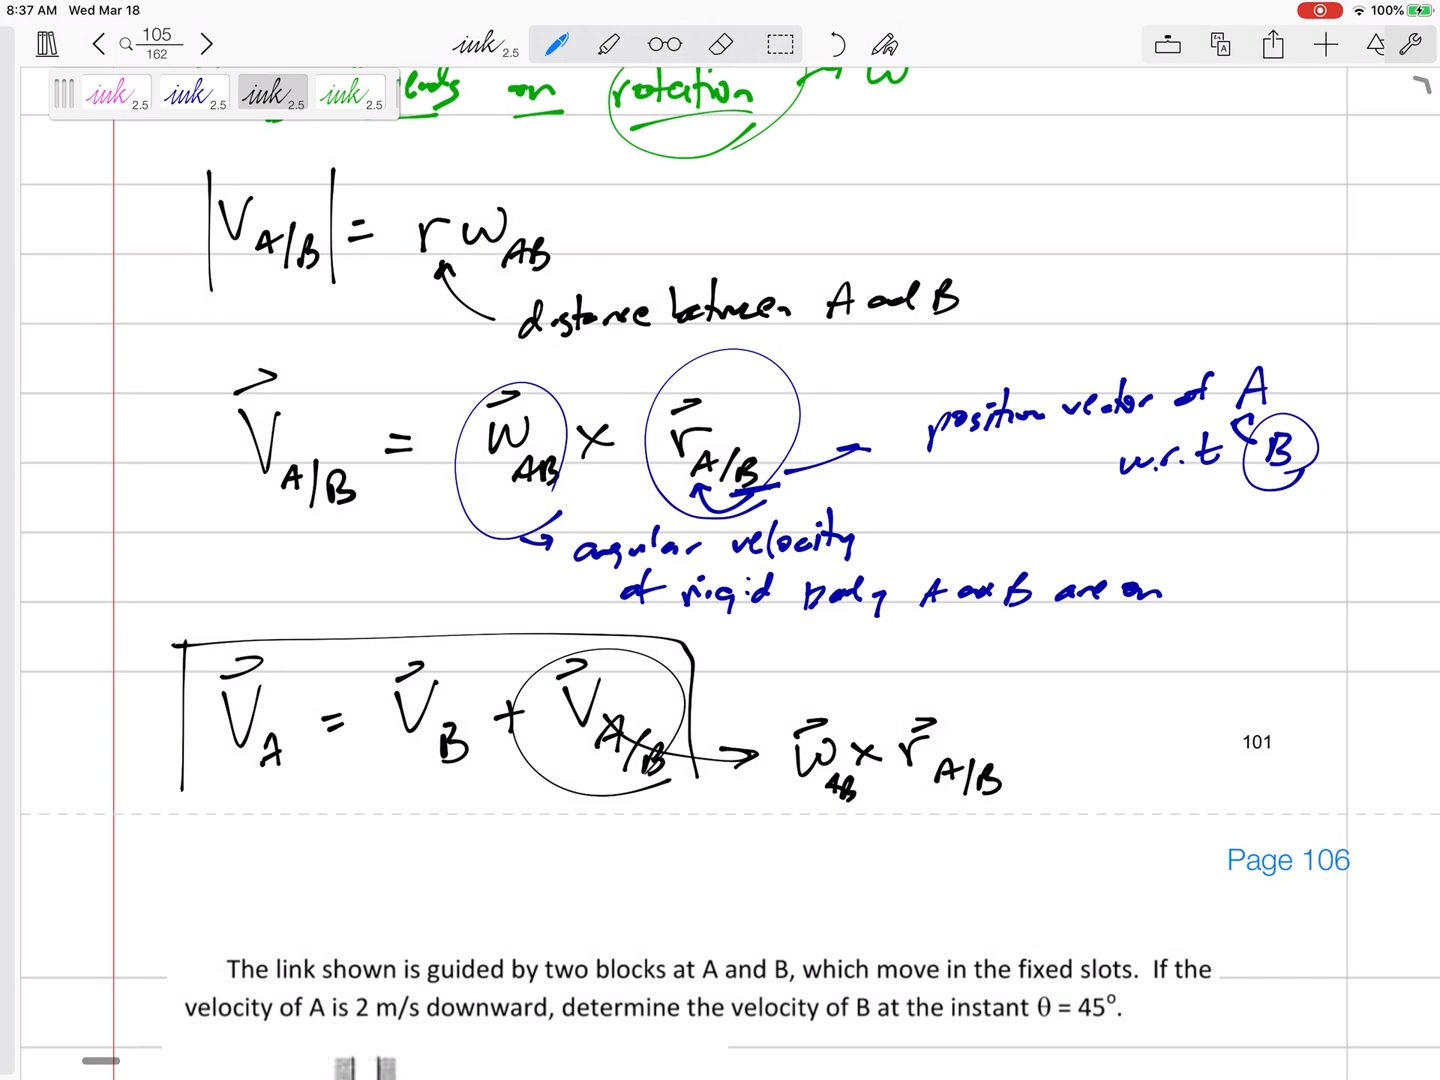 8:37 AM Wed Mar 18
100%
105
162
ink 2.5
ink 2.5 ink 2.5 ink 2.5 ink 2.5
on rotation → ω
|V A/B| = r ω AB
distance between A and B
V A/B = ω AB × r A/B
position vector of A
w.r.t B
angular velocity
of rigid body A and B are on
V A = V B + V A/B → ω AB × r A/B
101
Page 106
The link shown is guided by two blocks at A and B, which move in the fixed slots. If the
velocity of A is 2 m/s downward, determine the velocity of B at the instant θ = 45°.